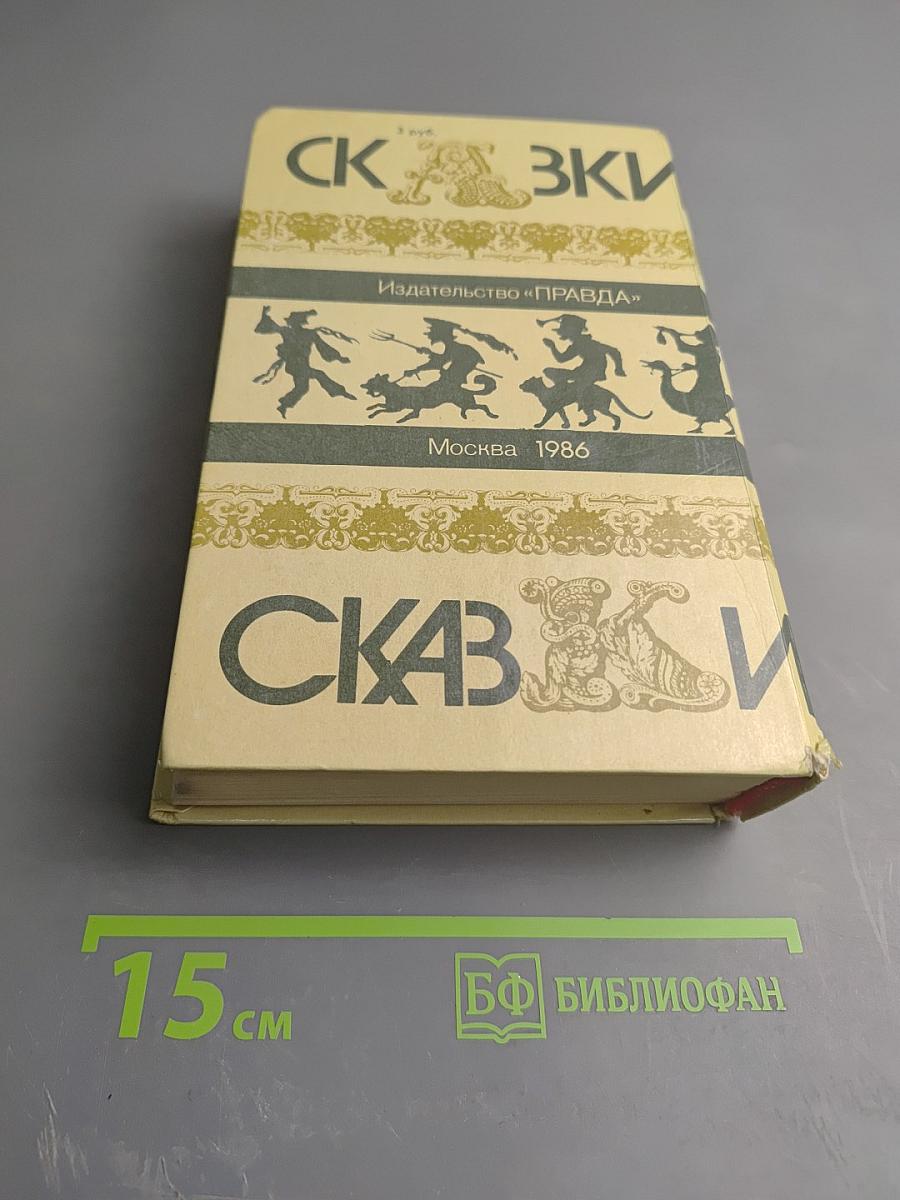 3 руб.
СКАЗКИ
Издательство «ПРАВДА»
Москва 1986
СКАЗКИ
15 см
БФ БИБЛИОФАН